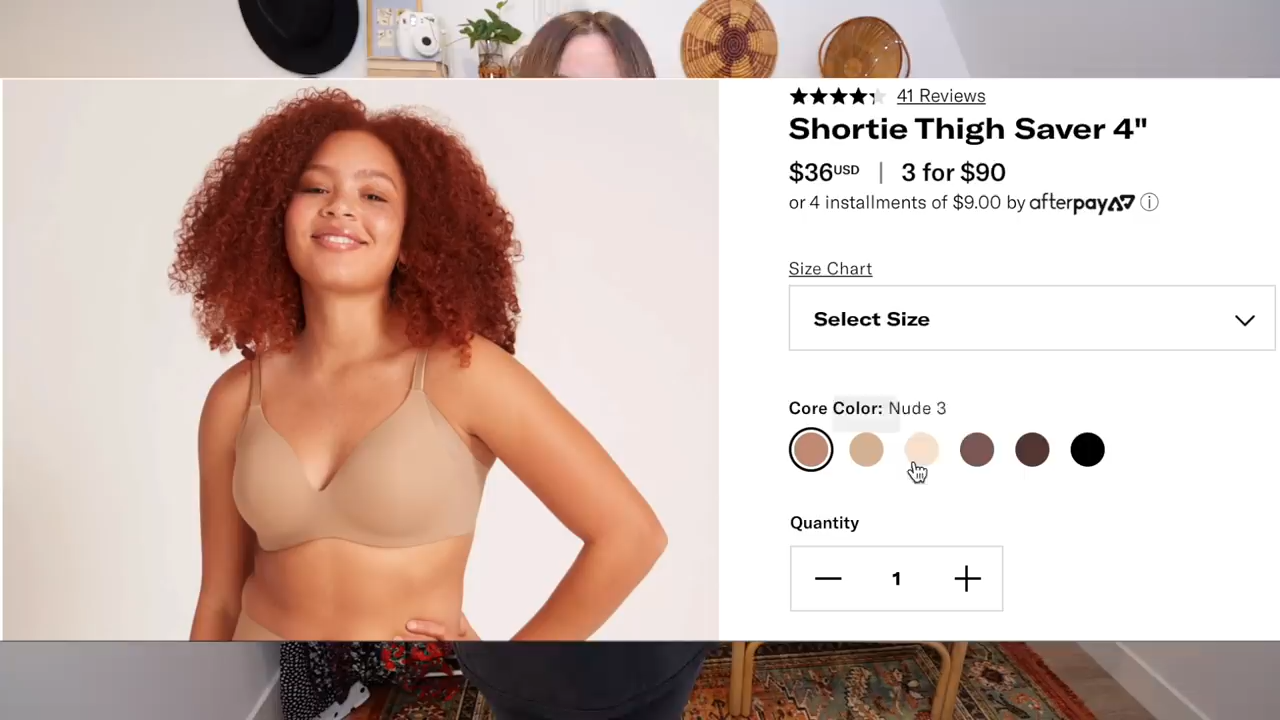 41 Reviews
Shortie Thigh Saver 4"
$36USD | 3 for $90
or 4 installments of $9.00 by afterpay
Size Chart
Select Size
Core Color: Nude 3
Quantity
1